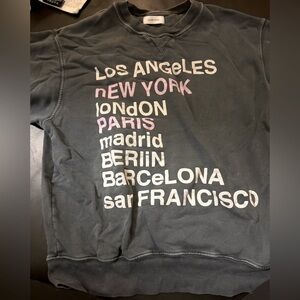 Los ANGeLES
nEW YORK
lonDON
PARIS
madrid
BERlIn
BaRCeLONA
sanFRANCISCO